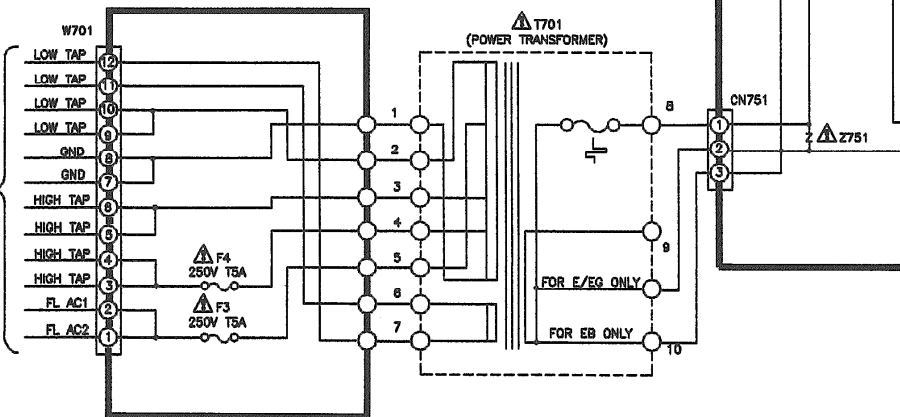 W701
LOW TAP 12
LOW TAP 11
LOW TAP 10
LOW TAP 9
GND 8
GND 7
HIGH TAP 6
HIGH TAP 5
HIGH TAP 4
HIGH TAP 3
FL AC1 2
FL AC2 1
F4
250V T5A
F3
250V T5A
1
2
3
4
5
6
7
T701
(POWER TRANSFORMER)
8
9
FOR E/EG ONLY
FOR EB ONLY
10
CN751
1
2
3
Z Z751